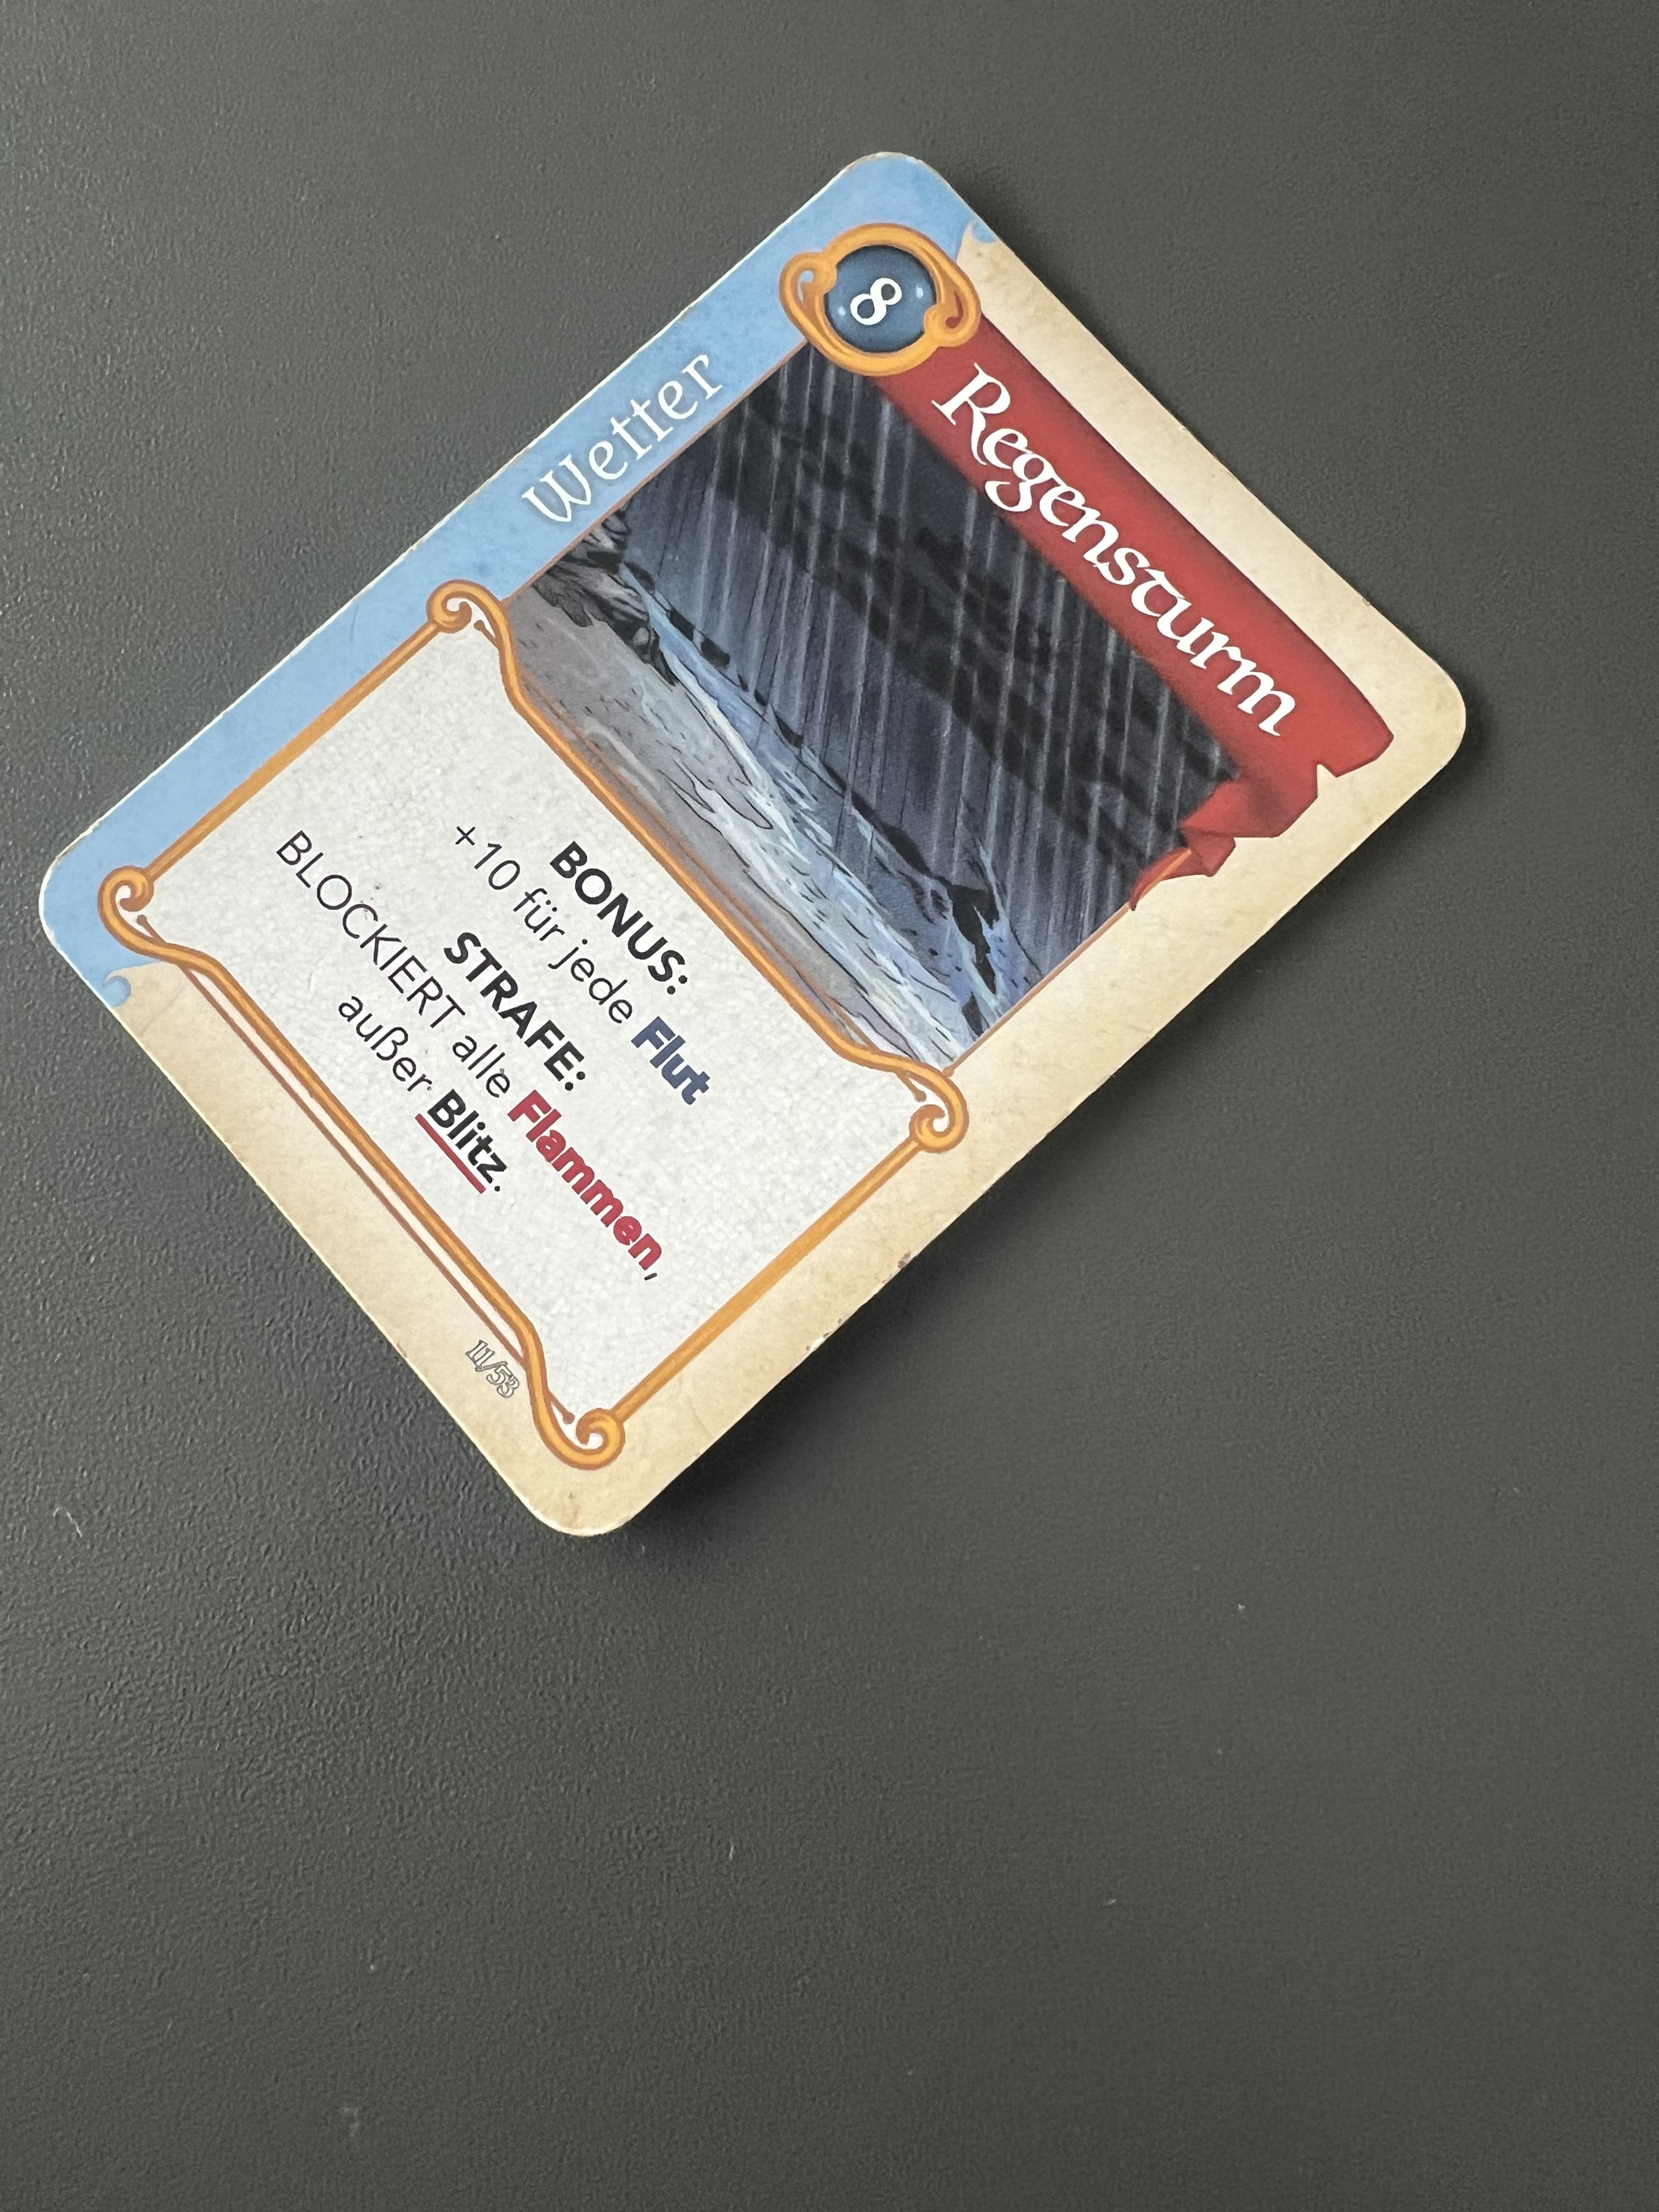 8
Regensturm
Wetter
BONUS:
+10 für jede Flut
STRAFE:
BLOCKIERT alle Flammen,
außer Blitz.
11/53